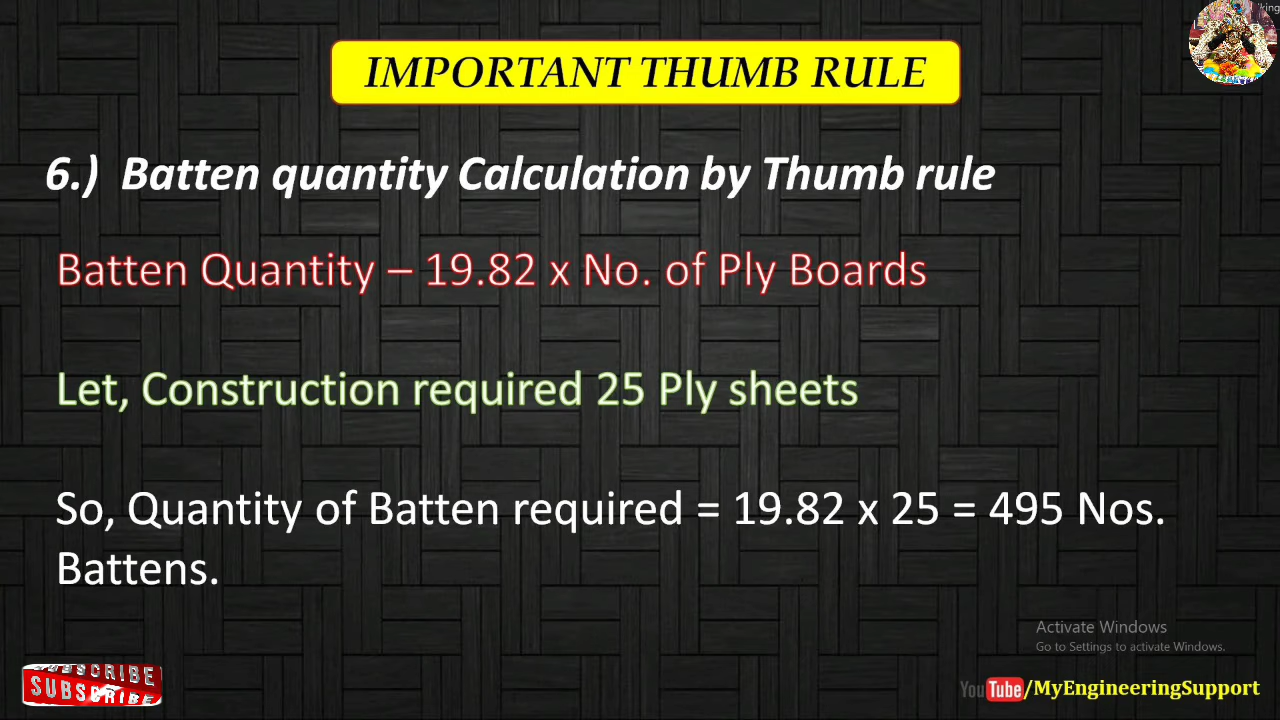 king
IMPORTANT THUMB RULE
6.) Batten quantity Calculation by Thumb rule
Batten Quantity – 19.82 x No. of Ply Boards
Let, Construction required 25 Ply sheets
So, Quantity of Batten required = 19.82 x 25 = 495 Nos.
Battens.
Activate Windows
Go to Settings to activate Windows.
SUBSCRIBE
SUBSCRIBE
YouTube/MyEngineeringSupport